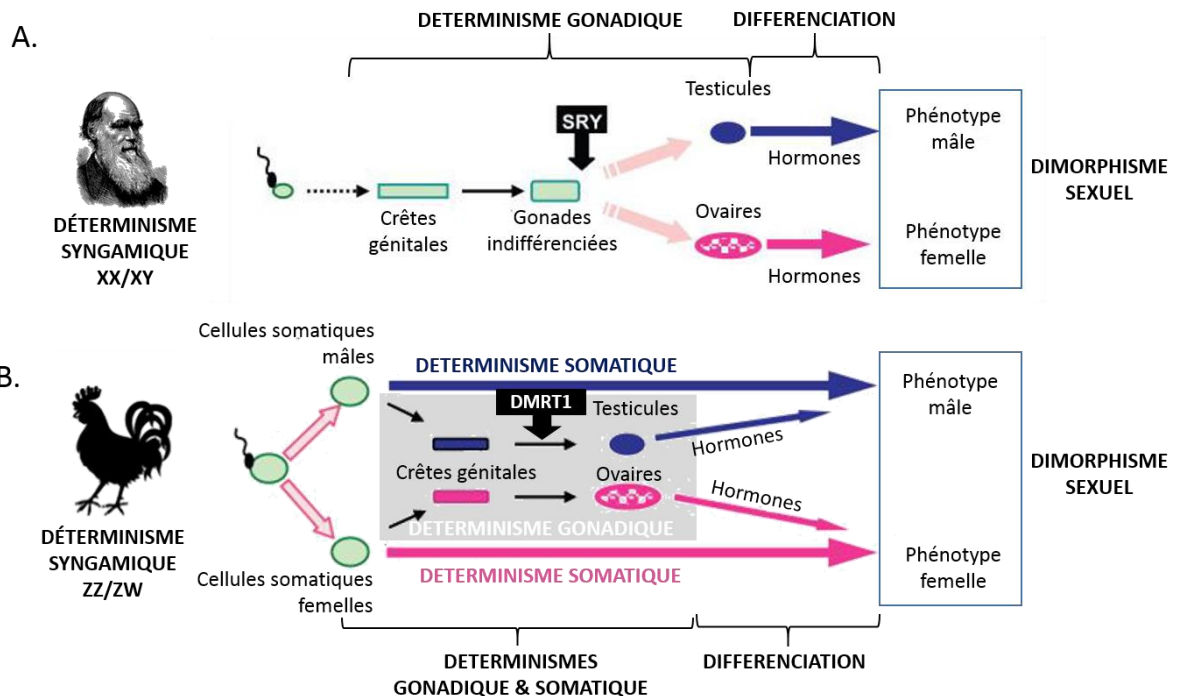 A.
DETERMINISME GONADIQUE
DIFFERENCIATION
Testicules
SRY
Hormones
Phénotype
mâle
DÉTERMINISME
SYNGAMIQUE
XX/XY
Crêtes
génitales
Gonades
indifférenciées
Ovaires
Hormones
Phénotype
femelle
DIMORPHISME
SEXUEL
B.
Cellules somatiques
mâles
DETERMINISME SOMATIQUE
DMRT1
Testicules
Hormones
Phénotype
mâle
Crêtes génitales
Ovaires
Hormones
DETERMINISME GONADIQUE
DIMORPHISME
SEXUEL
DÉTERMINISME
SYNGAMIQUE
ZZ/ZW
Cellules somatiques
femelles
DETERMINISME SOMATIQUE
Phénotype
femelle
DETERMINISMES
GONADIQUE & SOMATIQUE
DIFFERENCIATION